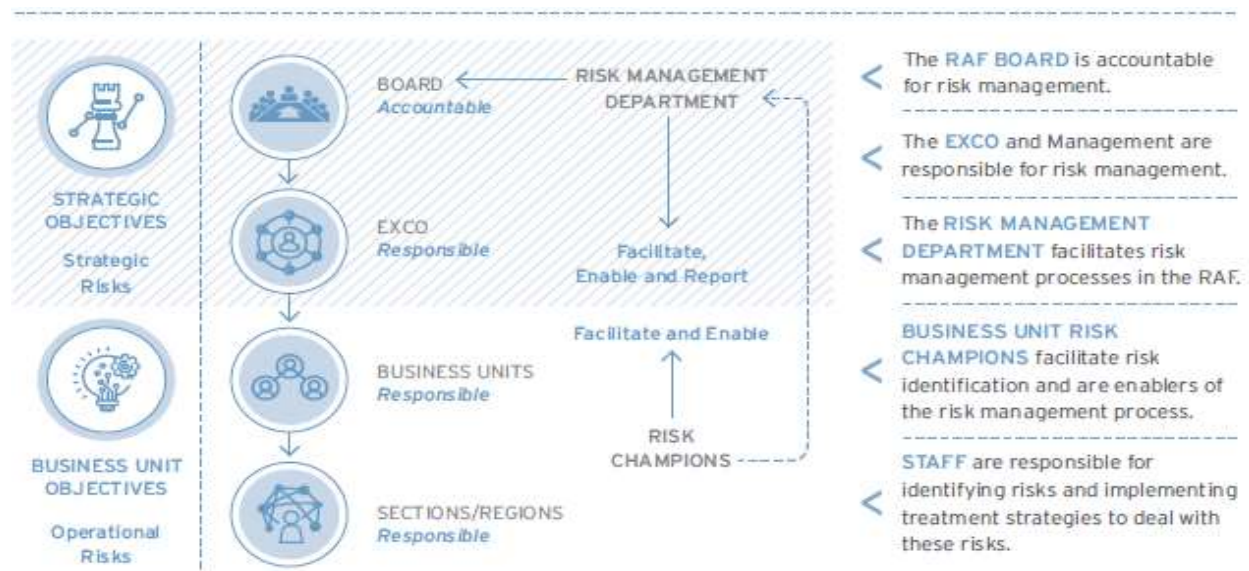 STRATEGIC
OBJECTIVES
Strategic
Risks
BUSINESS UNIT
OBJECTIVES
Operational
Risks
BOARD
Accountable
EXCO
Responsible
BUSINESS UNITS
Responsible
SECTIONS/REGIONS
Responsible
RISK MANAGEMENT
DEPARTMENT
Facilitate,
Enable and Report
Facilitate and Enable
RISK
CHAMPIONS
The RAF BOARD is accountable
for risk management.
The EXCO and Management are
responsible for risk management.
The RISK MANAGEMENT
DEPARTMENT facilitates risk
management processes in the RAF.
BUSINESS UNIT RISK
CHAMPIONS facilitate risk
identification and are enablers of
the risk management process.
STAFF are responsible for
identifying risks and implementing
treatment strategies to deal with
these risks.